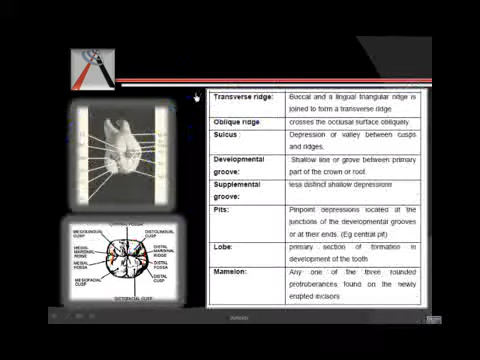 Transverse ridge: Buccal and a lingual triangular ridge is
joined to form a transverse ridge
Oblique ridge: crosses the occlusal surface obliquely
Sulcus : Depression or valley between cusps
and ridges.
Developmental Shallow line or grove between primary
groove: part of the crown or root.
Supplemental less distinct shallow depressions
groove:
Pits: Pinpoint depressions located at the
junctions of the developmental grooves
or at their ends. (Eg central pit)
Lobe: primary section of formation in
development of the tooth
Mamelon: Any one of the three rounded
protruberances found on the newly
erupted incisors
MESIOLINGUAL
CUSP
DISTOLINGUAL
CUSP
MESIAL
MARGINAL
RIDGE
DISTAL
MARGINAL
RIDGE
MESIAL
FOSSA
DISTAL
FOSSA
DISTAL
CUSP
CUSP
CUSP